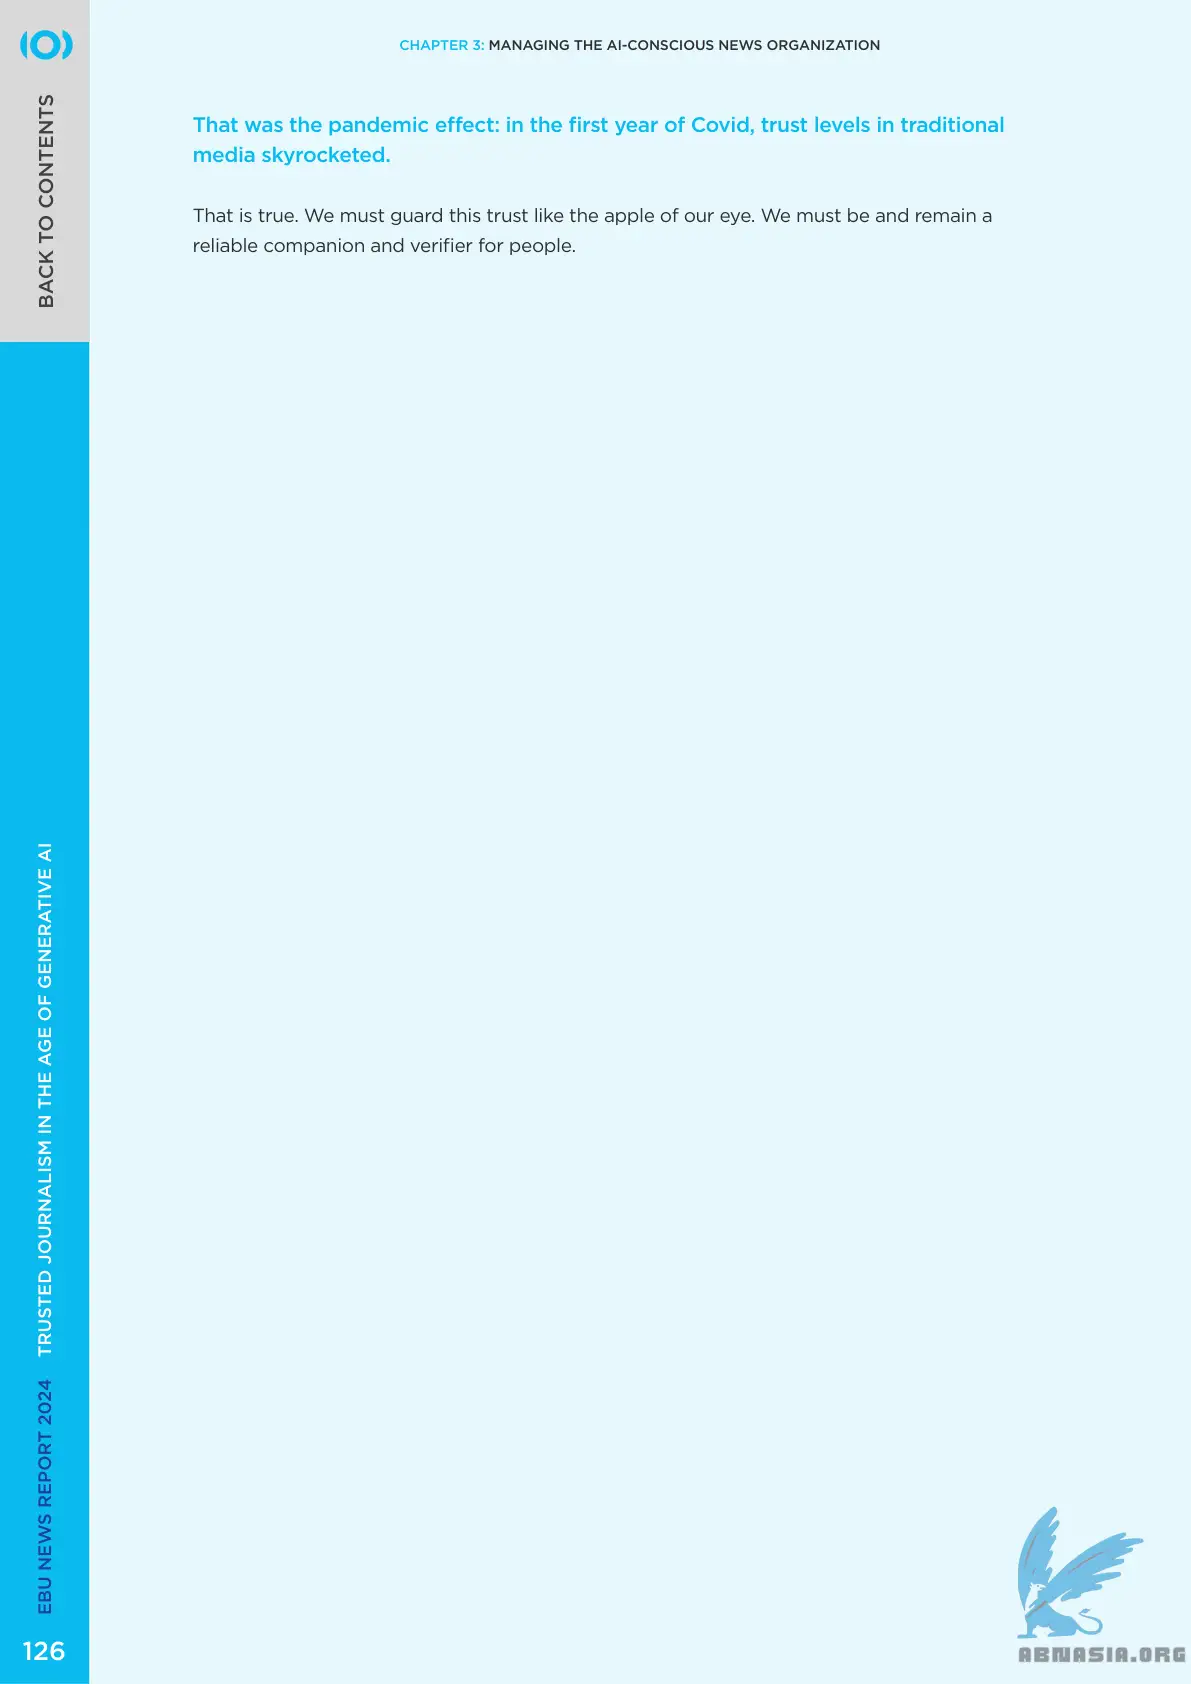 CHAPTER 3: MANAGING THE AI-CONSCIOUS NEWS ORGANIZATION
BACK TO CONTENTS
That was the pandemic effect: in the first year of Covid, trust levels in traditional
media skyrocketed.
That is true. We must guard this trust like the apple of our eye. We must be and remain a
reliable companion and verifier for people.
EBU NEWS REPORT 2024 TRUSTED JOURNALISM IN THE AGE OF GENERATIVE AI
126
ABNASIA.ORG